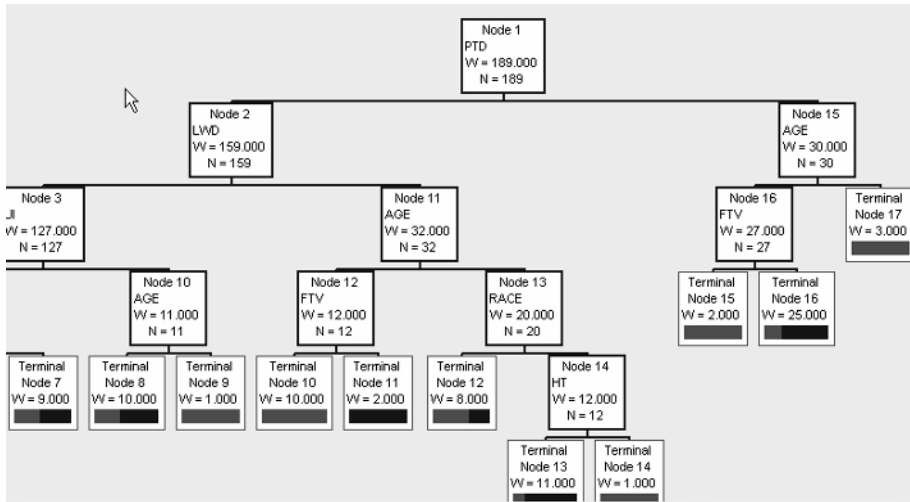 Node 1
PTD
W = 189.000
N = 189
Node 2
LWD
W = 159.000
N = 159
Node 15
AGE
W = 30.000
N = 30
Node 3
UI
W = 127.000
N = 127
Node 11
AGE
W = 32.000
N = 32
Node 16
FTV
W = 27.000
N = 27
Terminal
Node 17
W = 3.000
Node 10
AGE
W = 11.000
N = 11
Node 12
FTV
W = 12.000
N = 12
Node 13
RACE
W = 20.000
N = 20
Terminal
Node 15
W = 2.000
Terminal
Node 16
W = 25.000
Terminal
Node 7
W = 9.000
Terminal
Node 8
W = 10.000
Terminal
Node 9
W = 1.000
Terminal
Node 10
W = 10.000
Terminal
Node 11
W = 2.000
Terminal
Node 12
W = 8.000
Node 14
HT
W = 12.000
N = 12
Terminal
Node 13
W = 11.000
Terminal
Node 14
W = 1.000